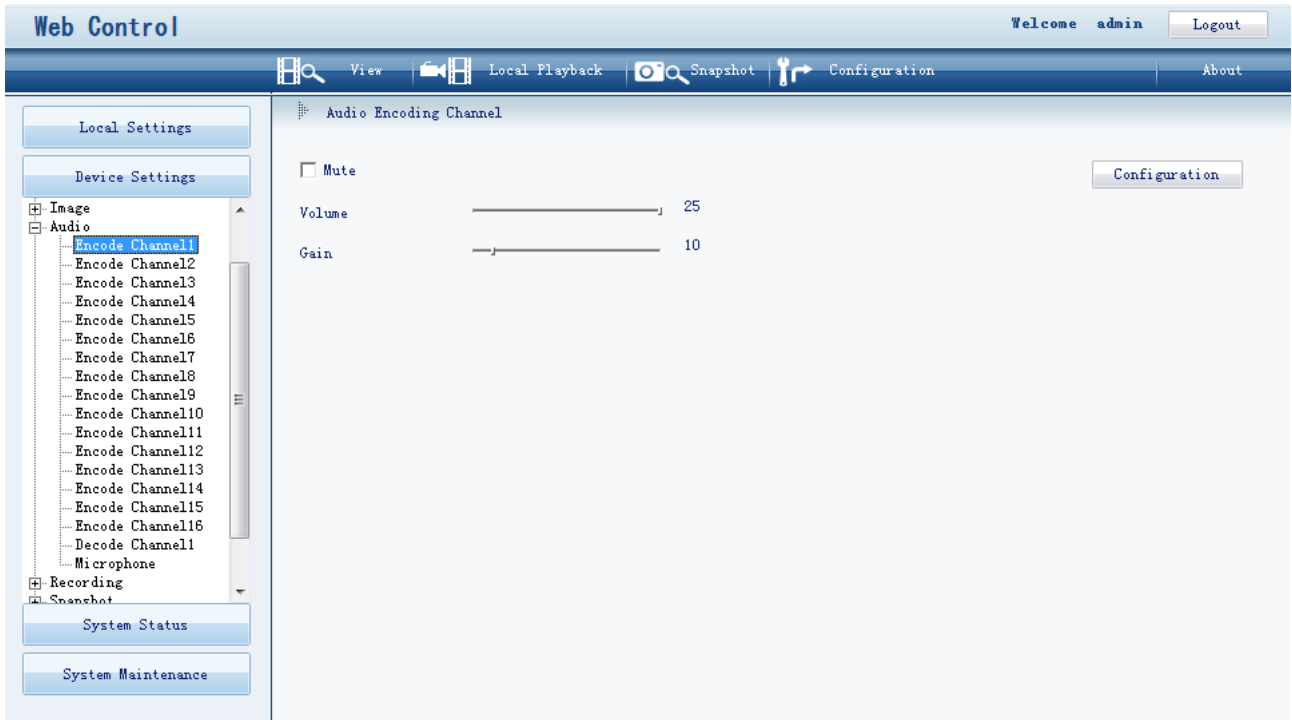 Web Control
Welcome admin Logout
View Local Playback Snapshot Configuration About
Local Settings
Device Settings
Image
Audio
Encode Channel1
Encode Channel2
Encode Channel3
Encode Channel4
Encode Channel5
Encode Channel6
Encode Channel7
Encode Channel8
Encode Channel9
Encode Channel10
Encode Channel11
Encode Channel12
Encode Channel13
Encode Channel14
Encode Channel15
Encode Channel16
Decode Channel1
Microphone
Recording
Snapshot
System Status
System Maintenance
Audio Encoding Channel
Mute Configuration
Volume 25
Gain 10